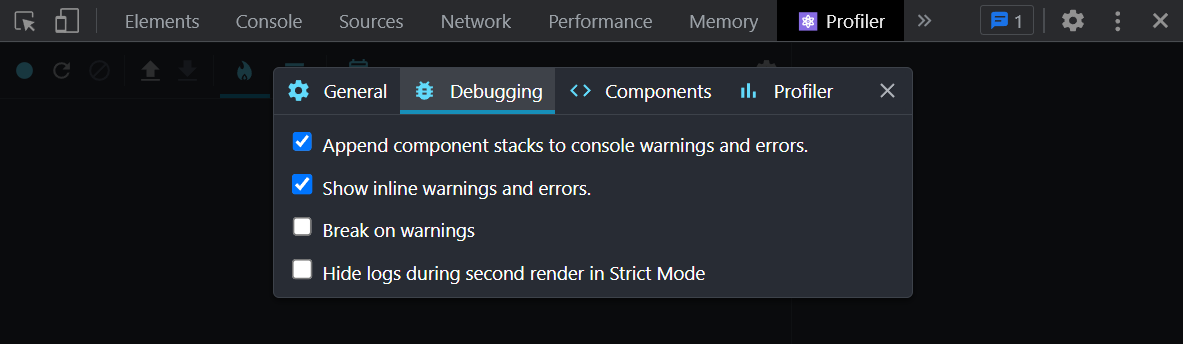 Elements Console Sources Network Performance Memory Profiler 1
General Debugging Components Profiler
Append component stacks to console warnings and errors.
Show inline warnings and errors.
Break on warnings
Hide logs during second render in Strict Mode